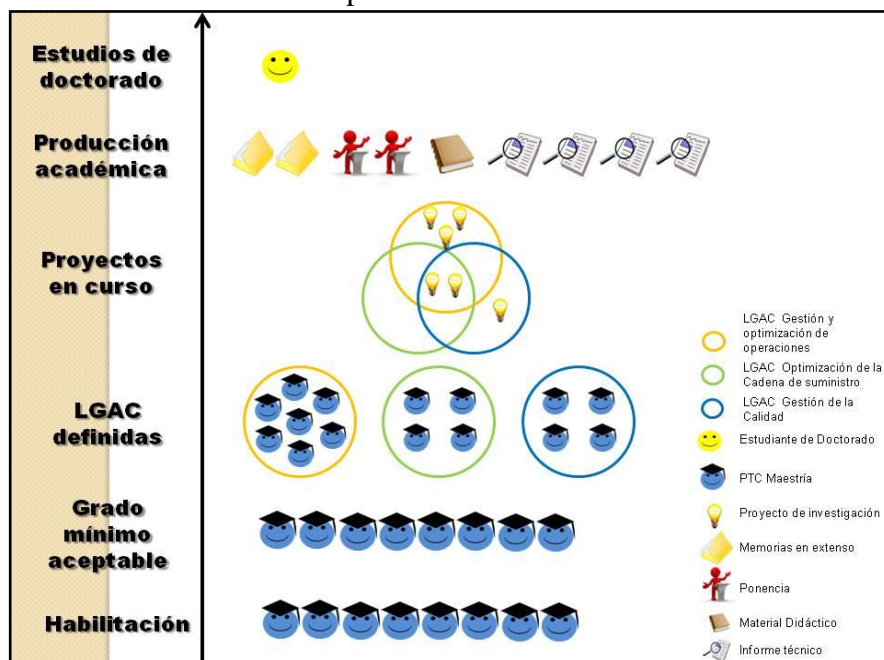 Estudios de
doctorado
Producción
académica
Proyectos
en curso
LGAC
definidas
Grado
mínimo
aceptable
Habilitación
LGAC Gestión y
optimización de
operaciones
LGAC Optimización de la
Cadena de suministro
LGAC Gestión de la
Calidad
Estudiante de Doctorado
PTC Maestría
Proyecto de investigación
Memorias en extenso
Ponencia
Material Didáctico
Informe técnico